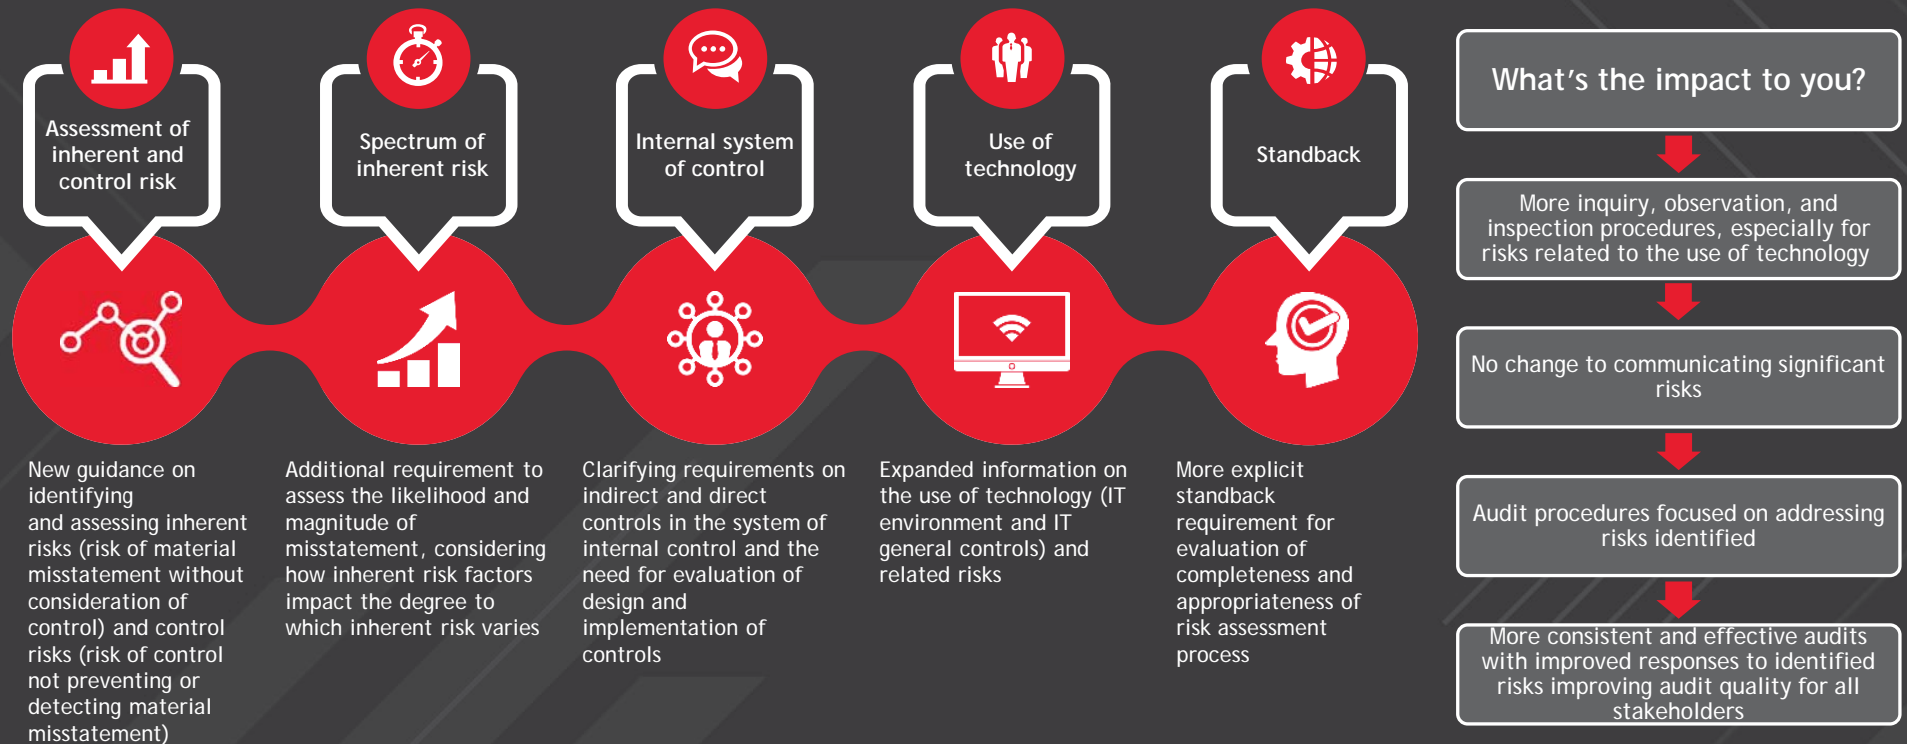 Assessment of
inherent and
control risk
Spectrum of
inherent risk
Internal system
of control
Use of
technology
Standback
New guidance on
identifying
and assessing inherent
risks (risk of material
misstatement without
consideration of
control) and control
risks (risk of control
not preventing or
detecting material
misstatement)
Additional requirement to
assess the likelihood and
magnitude of
misstatement, considering
how inherent risk factors
impact the degree to
which inherent risk varies
Clarifying requirements on
indirect and direct
controls in the system of
internal control and the
need for evaluation of
design and
implementation of
controls
Expanded information on
the use of technology (IT
environment and IT
general controls) and
related risks
More explicit
standback
requirement for
evaluation of
completeness and
appropriateness of
risk assessment
process
What's the impact to you?
More inquiry, observation, and
inspection procedures, especially for
risks related to the use of technology
No change to communicating significant
risks
Audit procedures focused on addressing
risks identified
More consistent and effective audits
with improved responses to identified
risks improving audit quality for all
stakeholders